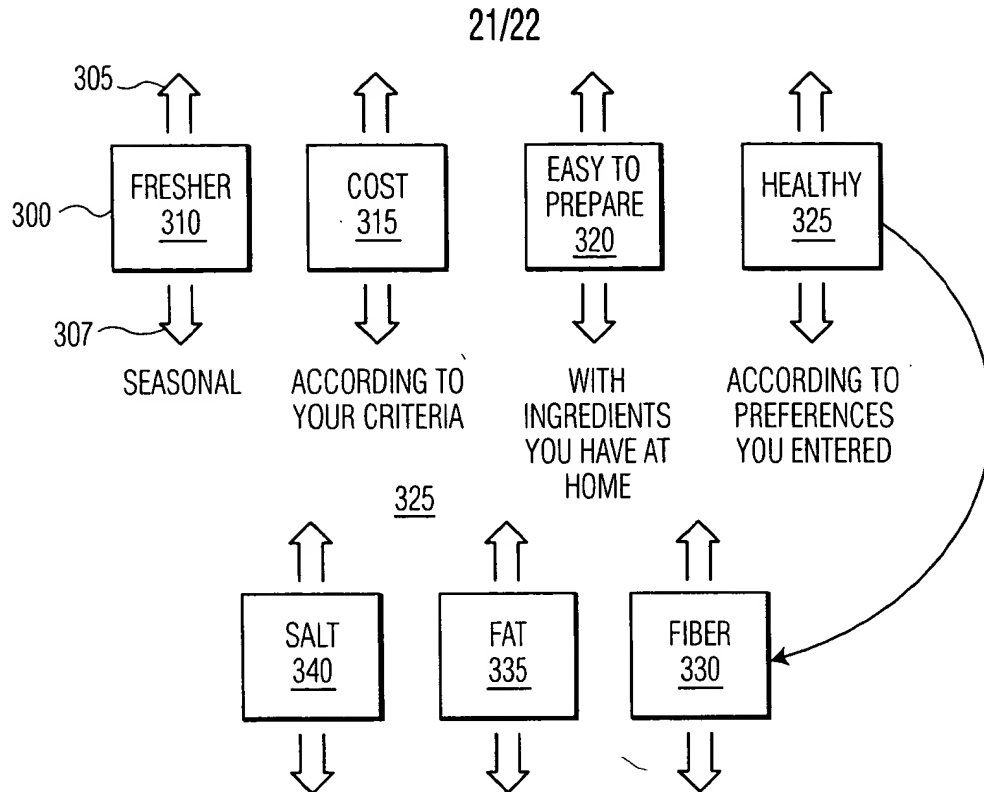 21/22
305
300
FRESHER
310
307
SEASONAL
COST
315
ACCORDING TO
YOUR CRITERIA
EASY TO
PREPARE
320
WITH
INGREDIENTS
YOU HAVE AT
HOME
HEALTHY
325
ACCORDING TO
PREFERENCES
YOU ENTERED
325
SALT
340
FAT
335
FIBER
330